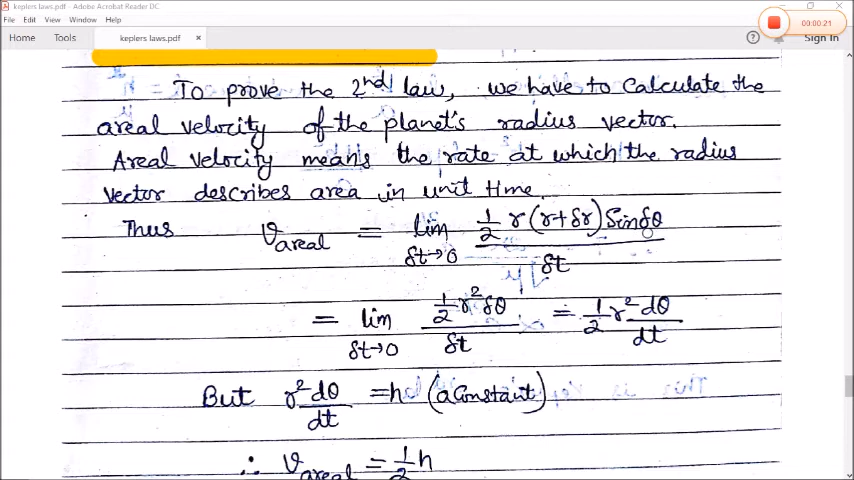 keplers laws.pdf - Adobe Acrobat Reader DC
File Edit View Window Help
00:00:21
Home Tools keplers laws.pdf × Sign In
To prove the 2nd law, we have to Calculate the
areal velocity of the planet's radius vector.
Areal velocity means the rate at which the radius
vector describes area in unit time.
Thus V_areal = lim δt→0 ½ r(r+δr) Sinδθ / δt
= lim δt→0 ½ r² δθ / δt = ½ r² dθ/dt
But r² dθ/dt = h (a Constant)
∴ V_areal = ½ h